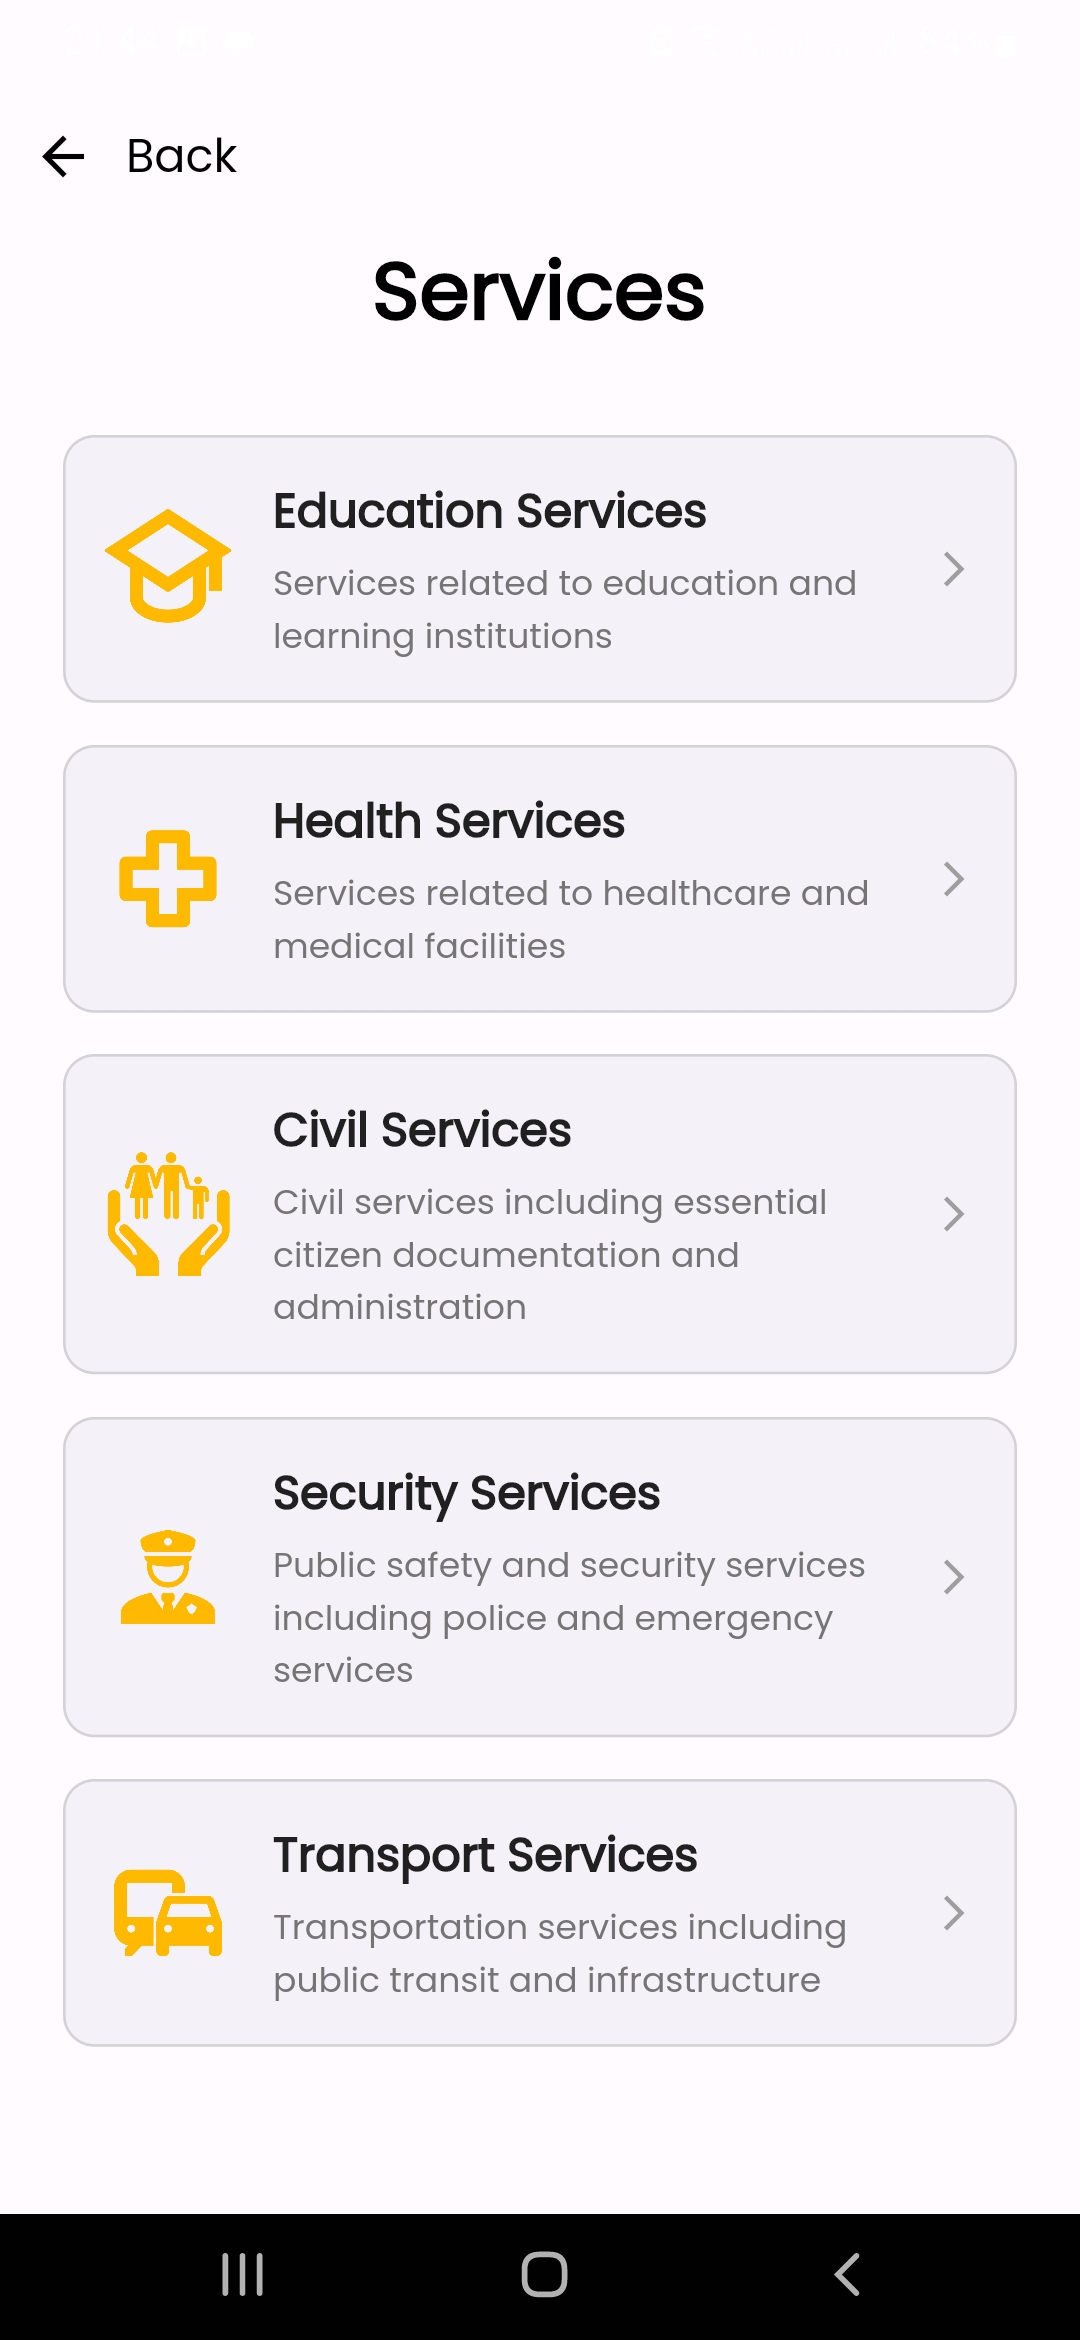 Back
Services
Education Services
Services related to education and
learning institutions
Health Services
Services related to healthcare and
medical facilities
Civil Services
Civil services including essential
citizen documentation and
administration
Security Services
Public safety and security services
including police and emergency
services
Transport Services
Transportation services including
public transit and infrastructure